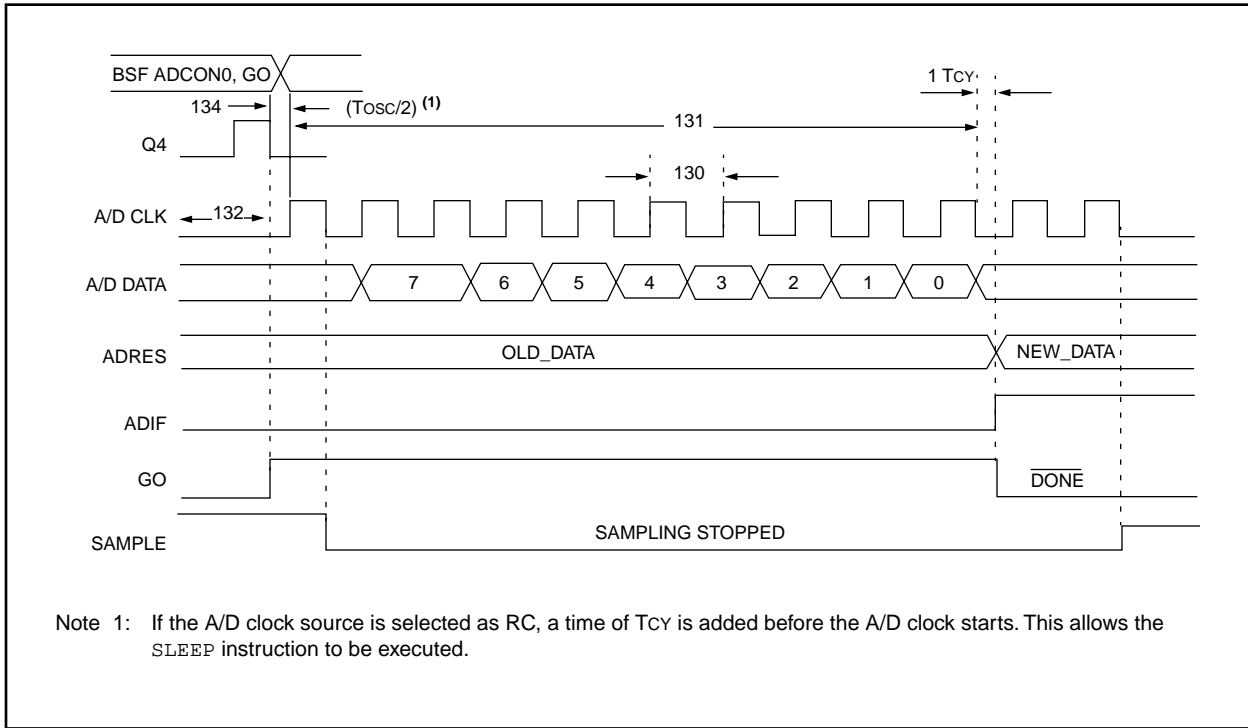 BSF ADCON0, GO
1 TCY
134
(TOSC/2) (1)
131
Q4
130
A/D CLK
132
A/D DATA
7
6
5
4
3
2
1
0
ADRES
OLD_DATA
NEW_DATA
ADIF
GO
DONE
SAMPLE
SAMPLING STOPPED
Note 1: If the A/D clock source is selected as RC, a time of TCY is added before the A/D clock starts. This allows the
SLEEP instruction to be executed.